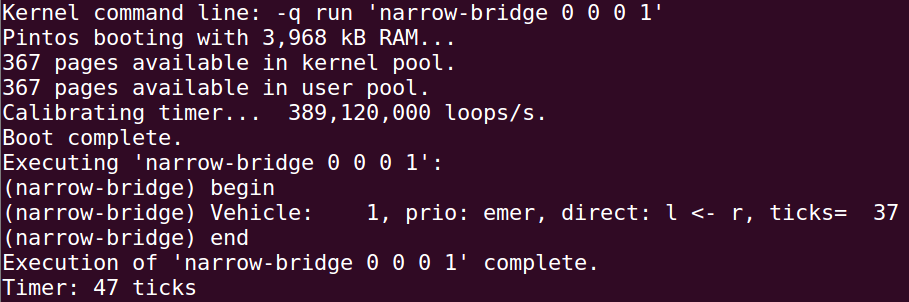 Kernel command line: -q run 'narrow-bridge 0 0 0 1'
Pintos booting with 3,968 kB RAM...
367 pages available in kernel pool.
367 pages available in user pool.
Calibrating timer...  389,120,000 loops/s.
Boot complete.
Executing 'narrow-bridge 0 0 0 1':
(narrow-bridge) begin
(narrow-bridge) Vehicle:    1, prio: emer, direct: l <- r, ticks=  37
(narrow-bridge) end
Execution of 'narrow-bridge 0 0 0 1' complete.
Timer: 47 ticks